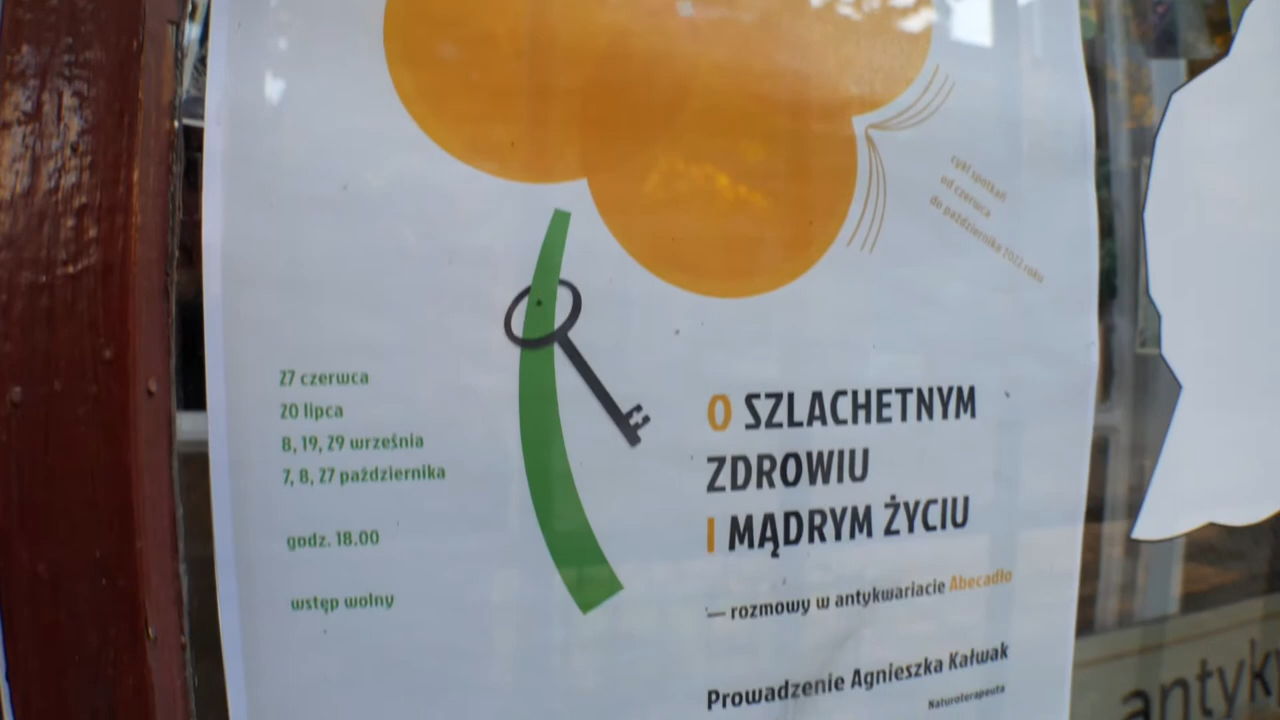 cykl spotkań
od czerwca
do października 2022 roku
27 czerwca
20 lipca
8, 19, 29 września
7, 8, 27 października
godz. 18.00
wstęp wolny
O SZLACHETNYM
ZDROWIU
I MĄDRYM ŻYCIU
— rozmowy w antykwariacie Abecadło
Prowadzenie Agnieszka Kałwak
Naturoterapeuta
antyk